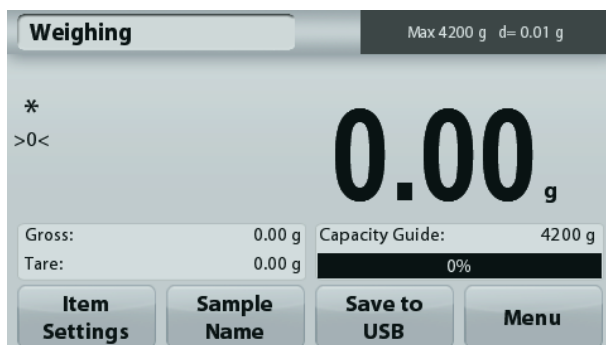 Weighing
Max 4200 g d= 0.01 g
*
>0<
0.00 g
Gross: 0.00 g
Tare: 0.00 g
Capacity Guide: 4200 g
0%
Item Settings
Sample Name
Save to USB
Menu